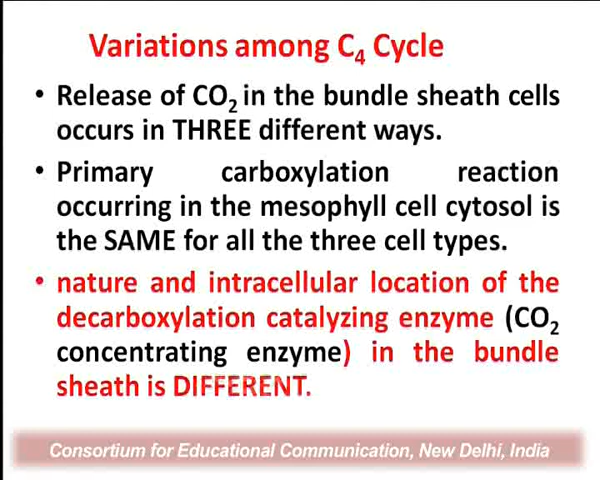 Variations among C₄ Cycle
• Release of CO₂ in the bundle sheath cells
occurs in THREE different ways.
• Primary carboxylation reaction
occurring in the mesophyll cell cytosol is
the SAME for all the three cell types.
• nature and intracellular location of the
decarboxylation catalyzing enzyme (CO₂
concentrating enzyme) in the bundle
sheath is DIFFERENT.
Consortium for Educational Communication, New Delhi, India